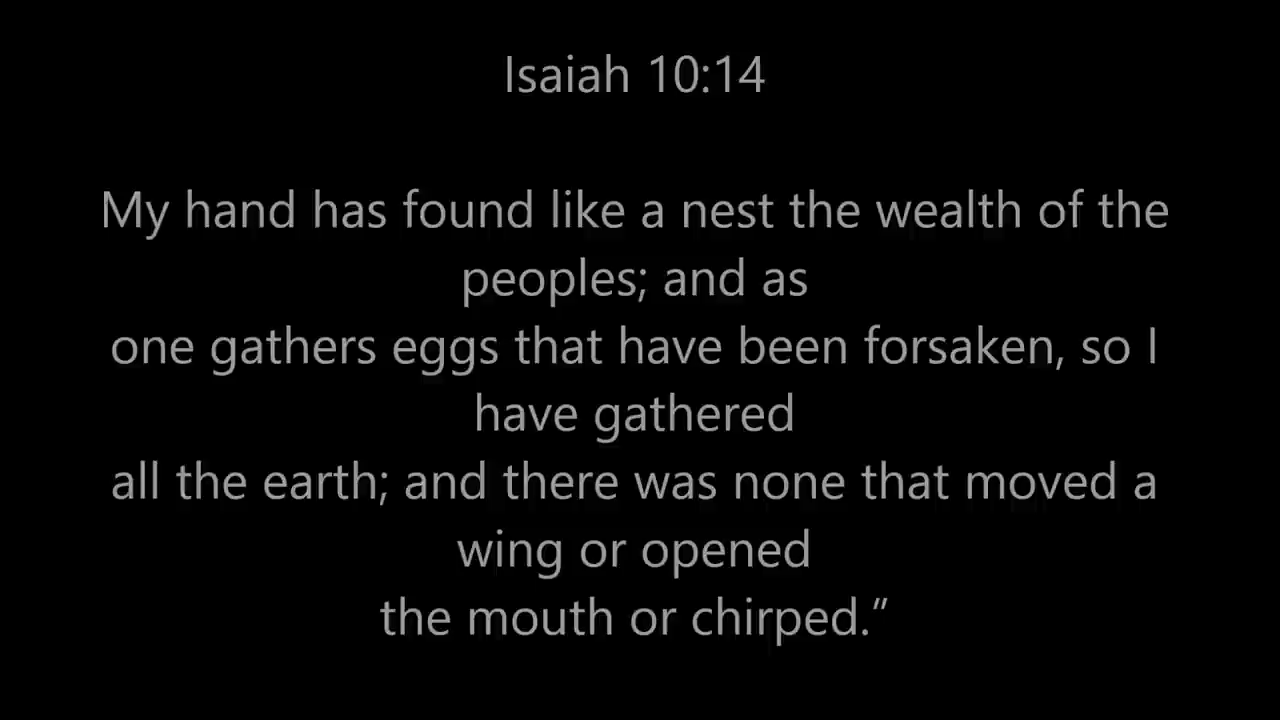 Isaiah 10:14
My hand has found like a nest the wealth of the
peoples; and as
one gathers eggs that have been forsaken, so I
have gathered
all the earth; and there was none that moved a
wing or opened
the mouth or chirped.”